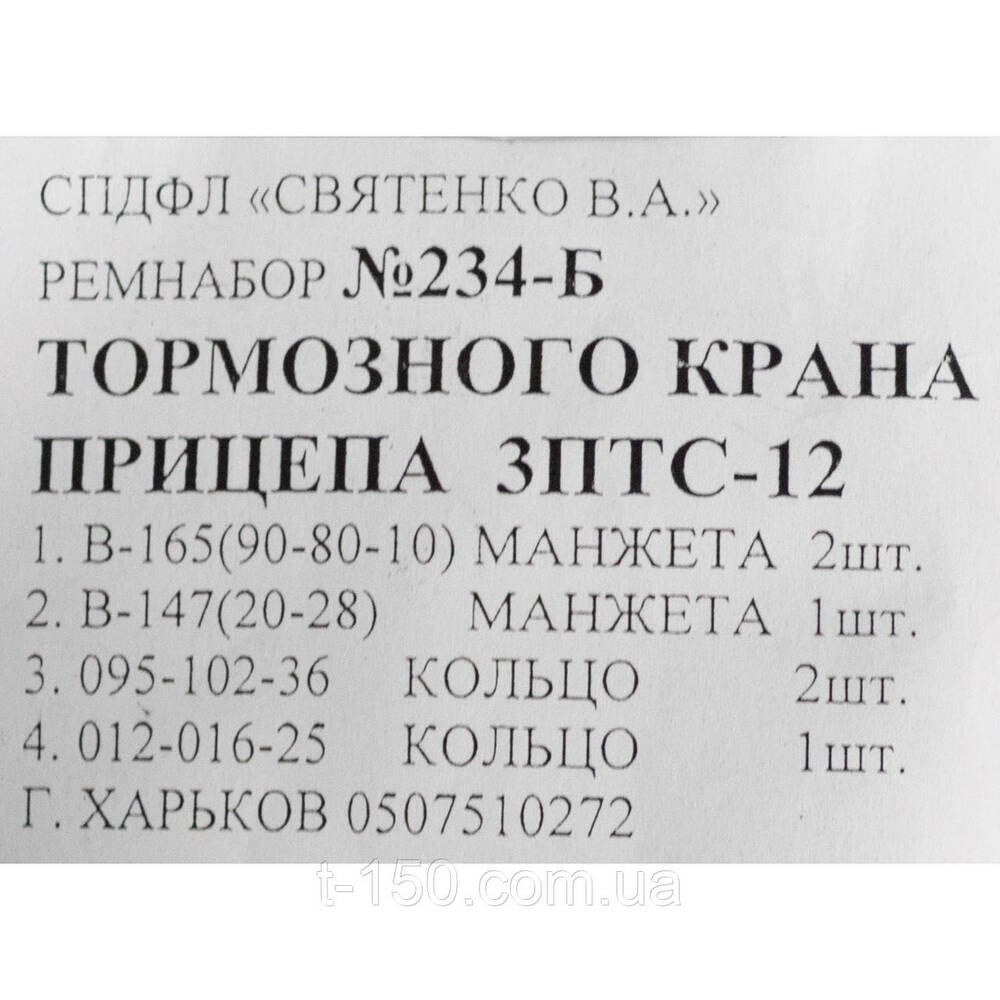 СПДФЛ «СВЯТЕНКО В.А.»
РЕМНАБОР №234-Б
ТОРМОЗНОГО КРАНА
ПРИЦЕПА 3ПТС-12
1. В-165(90-80-10) МАНЖЕТА 2шт.
2. В-147(20-28) МАНЖЕТА 1шт.
3. 095-102-36 КОЛЬЦО 2шт.
4. 012-016-25 КОЛЬЦО 1шт.
Г. ХАРЬКОВ 0507510272
t-150.com.ua